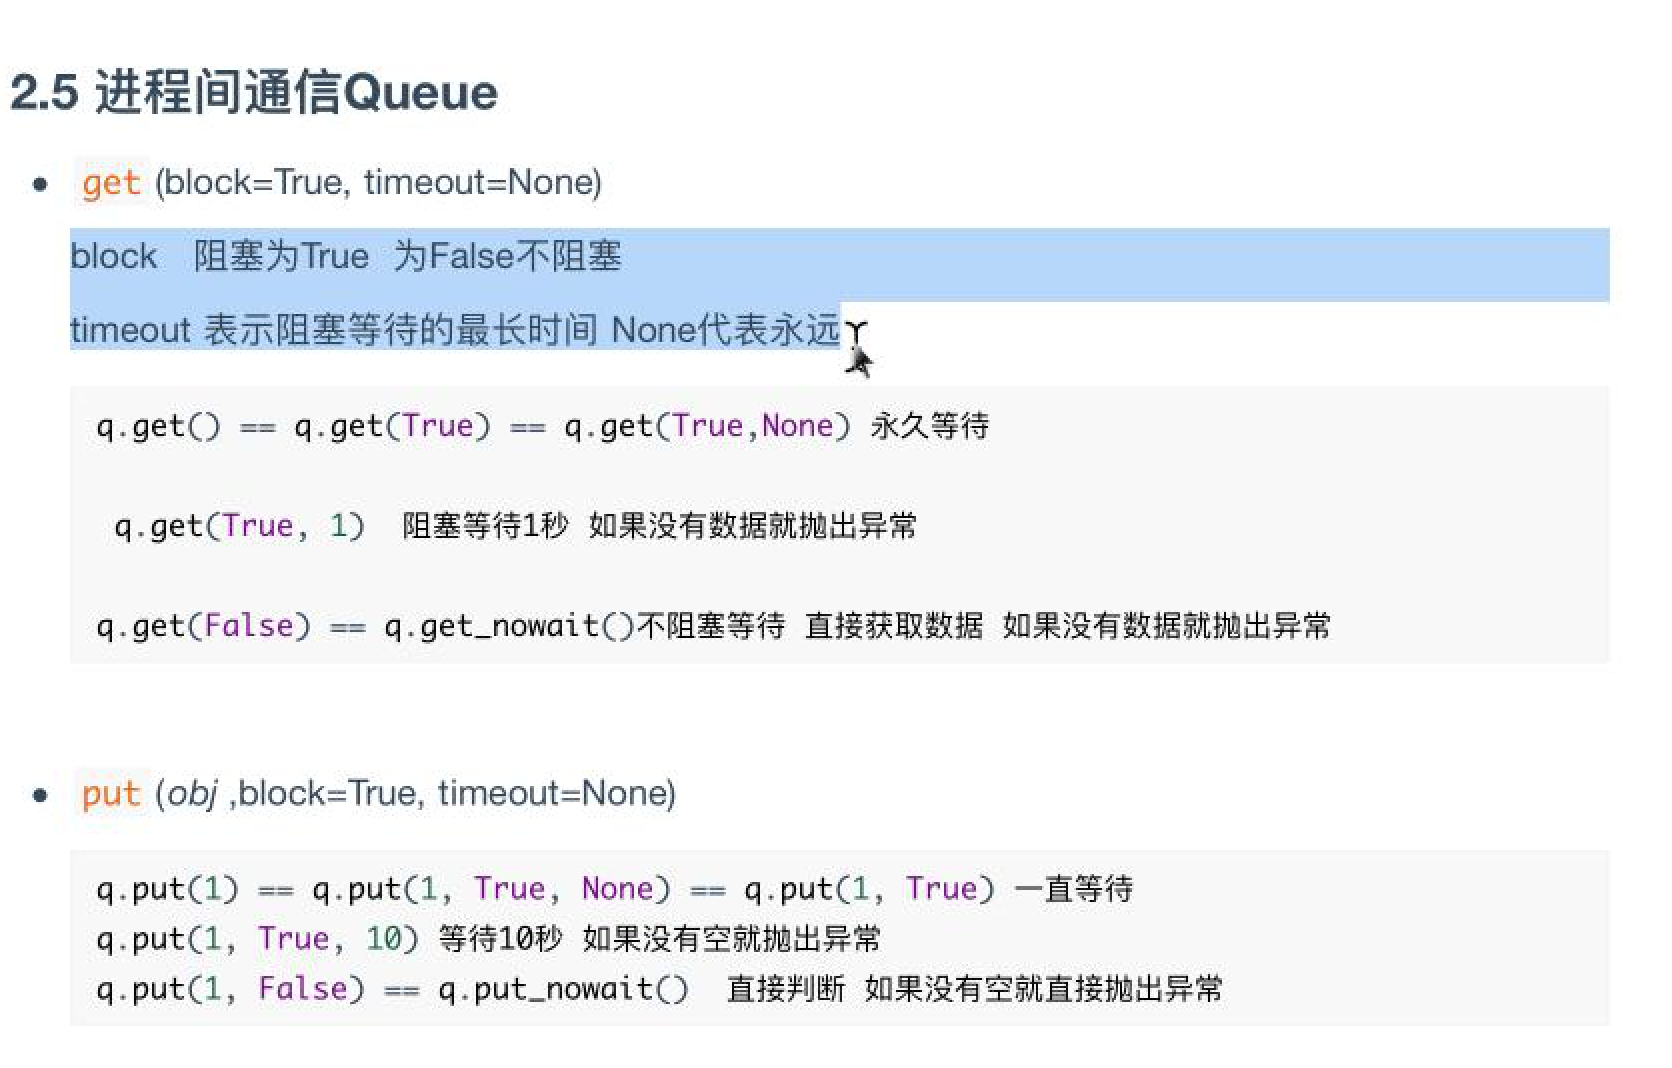 2.5 进程间通信Queue
get (block=True, timeout=None)
block 阻塞为True 为False不阻塞
timeout 表示阻塞等待的最长时间 None代表永远
q.get() == q.get(True) == q.get(True,None) 永久等待
q.get(True, 1) 阻塞等待1秒 如果没有数据就抛出异常
q.get(False) == q.get_nowait()不阻塞等待 直接获取数据 如果没有数据就抛出异常
put (obj ,block=True, timeout=None)
q.put(1) == q.put(1, True, None) == q.put(1, True) 一直等待
q.put(1, True, 10) 等待10秒 如果没有空就抛出异常
q.put(1, False) == q.put_nowait() 直接判断 如果没有空就直接抛出异常